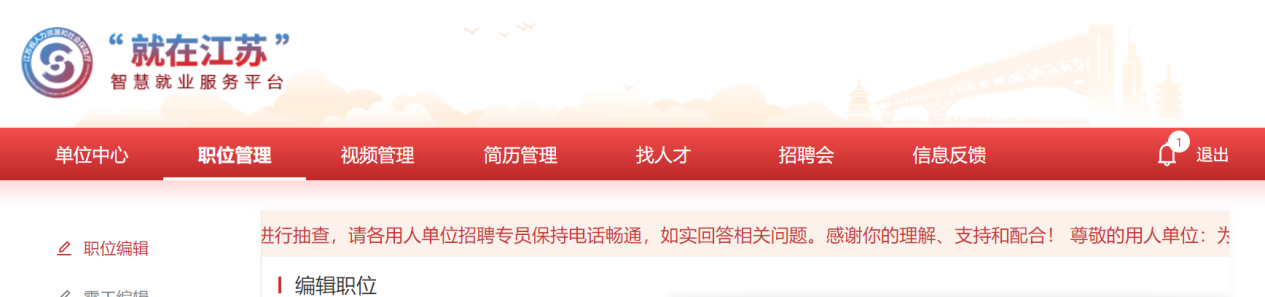 “就在江苏”
智慧就业服务平台
单位中心 职位管理 视频管理 简历管理 找人才 招聘会 信息反馈 1 退出
职位编辑
进行抽查，请各用人单位招聘专员保持电话畅通，如实回答相关问题。感谢你的理解、支持和配合！ 尊敬的用人单位：为
编辑职位